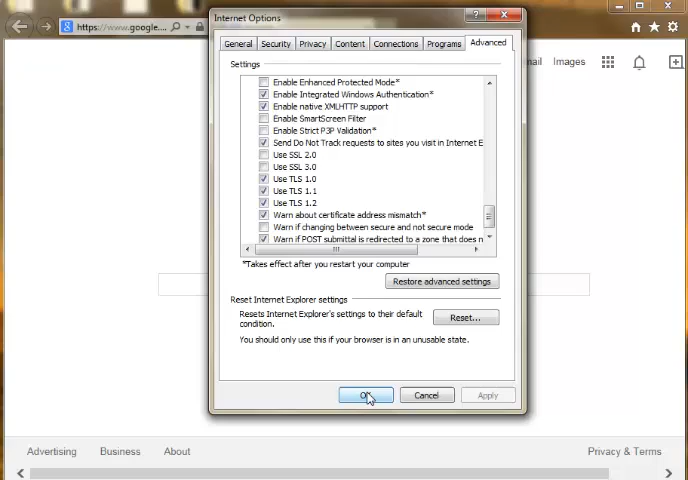 Internet Options
https://www.google....
General Security Privacy Content Connections Programs Advanced
Images
Settings
Enable Enhanced Protected Mode*
Enable Integrated Windows Authentication*
Enable native XMLHTTP support
Enable SmartScreen Filter
Enable Strict P3P Validation*
Send Do Not Track requests to sites you visit in Internet E
Use SSL 2.0
Use SSL 3.0
Use TLS 1.0
Use TLS 1.1
Use TLS 1.2
Warn about certificate address mismatch*
Warn if changing between secure and not secure mode
Warn if POST submittal is redirected to a zone that does n
*Takes effect after you restart your computer
Restore advanced settings
Reset Internet Explorer settings
Resets Internet Explorer's settings to their default
condition.
Reset...
You should only use this if your browser is in an unusable state.
OK Cancel Apply
Advertising Business About Privacy & Terms